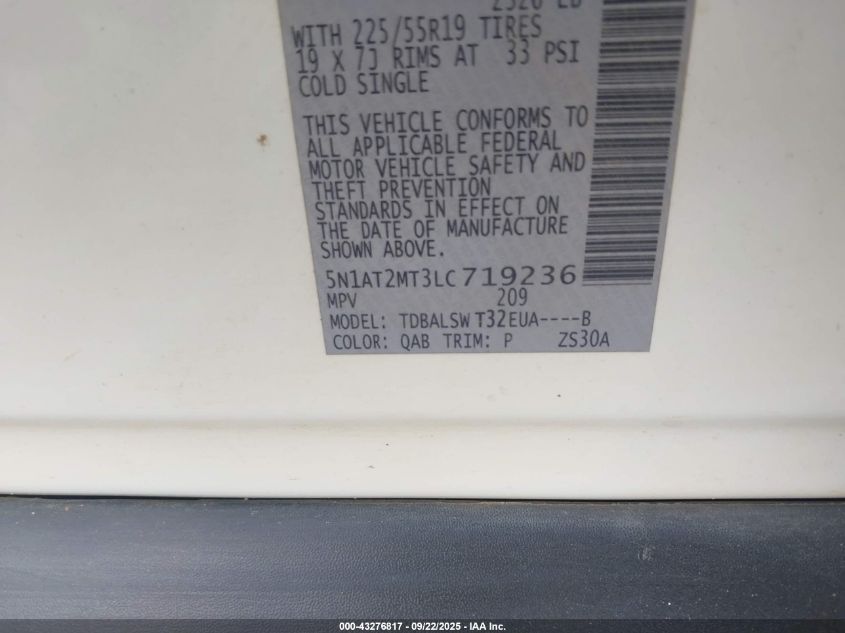 WITH 225/55R19 TIRES
19 X 7J RIMS AT 33 PSI
COLD SINGLE
THIS VEHICLE CONFORMS TO
ALL APPLICABLE FEDERAL
MOTOR VEHICLE SAFETY AND
THEFT PREVENTION
STANDARDS IN EFFECT ON
THE DATE OF MANUFACTURE
SHOWN ABOVE.
5N1AT2MT3LC719236
MPV 209
MODEL: TDBALSW T32EUA----B
COLOR: QAB TRIM: P ZS30A
000-43276817 - 09/22/2025 - IAA Inc.